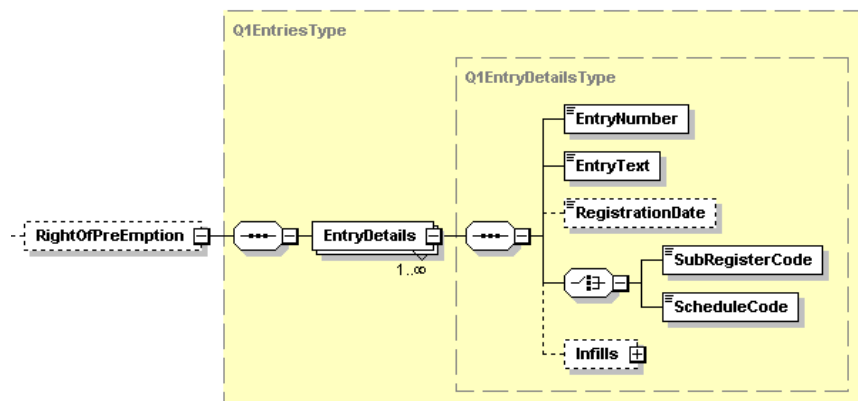 Q1EntriesType
Q1EntryDetailsType
EntryNumber
EntryText
RegistrationDate
RightOfPreEmption
EntryDetails
1..∞
SubRegisterCode
ScheduleCode
Infills